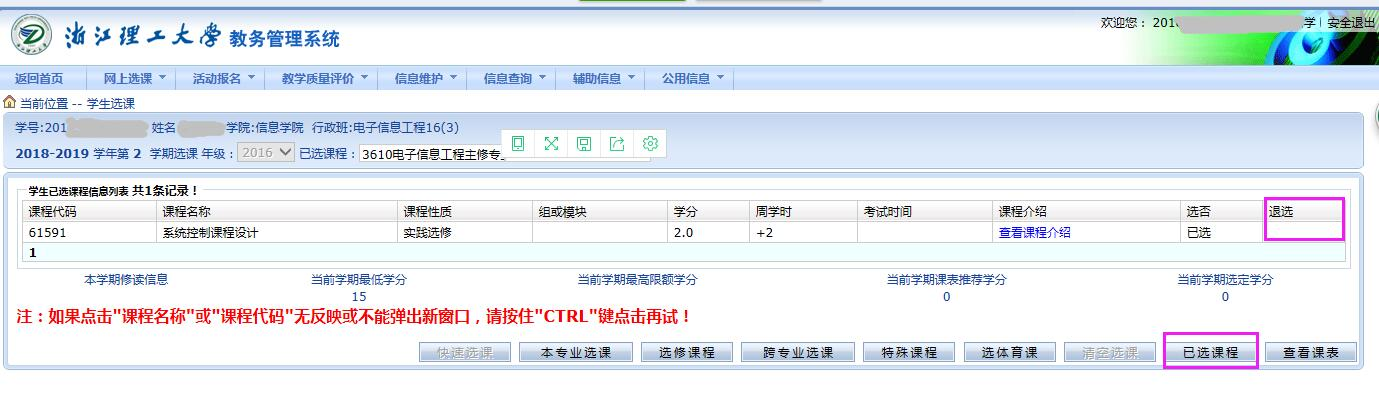 浙江理工大学 教务管理系统
欢迎您： 201 学 | 安全退出
返回首页 网上选课 活动报名 教学质量评价 信息维护 信息查询 辅助信息 公用信息
当前位置 -- 学生选课
学号:201 姓名 学院:信息学院 行政班:电子信息工程16(3)
2018-2019 学年第 2 学期选课 年级： 2016 已选课程： 3610电子信息工程主修专
学生已选课程信息列表 共1条记录！
课程代码 课程名称 课程性质 组或模块 学分 周学时 考试时间 课程介绍 选否 退选
61591 系统控制课程设计 实践选修 2.0 +2 查看课程介绍 已选
1
本学期修读信息 当前学期最低学分 当前学期最高限额学分 当前学期课表推荐学分 当前学期选定学分
15 0 0
注：如果点击"课程名称"或"课程代码"无反映或不能弹出新窗口，请按住"CTRL"键点击再试！
快速选课 本专业选课 选修课程 跨专业选课 特殊课程 选体育课 清空选课 已选课程 查看课表